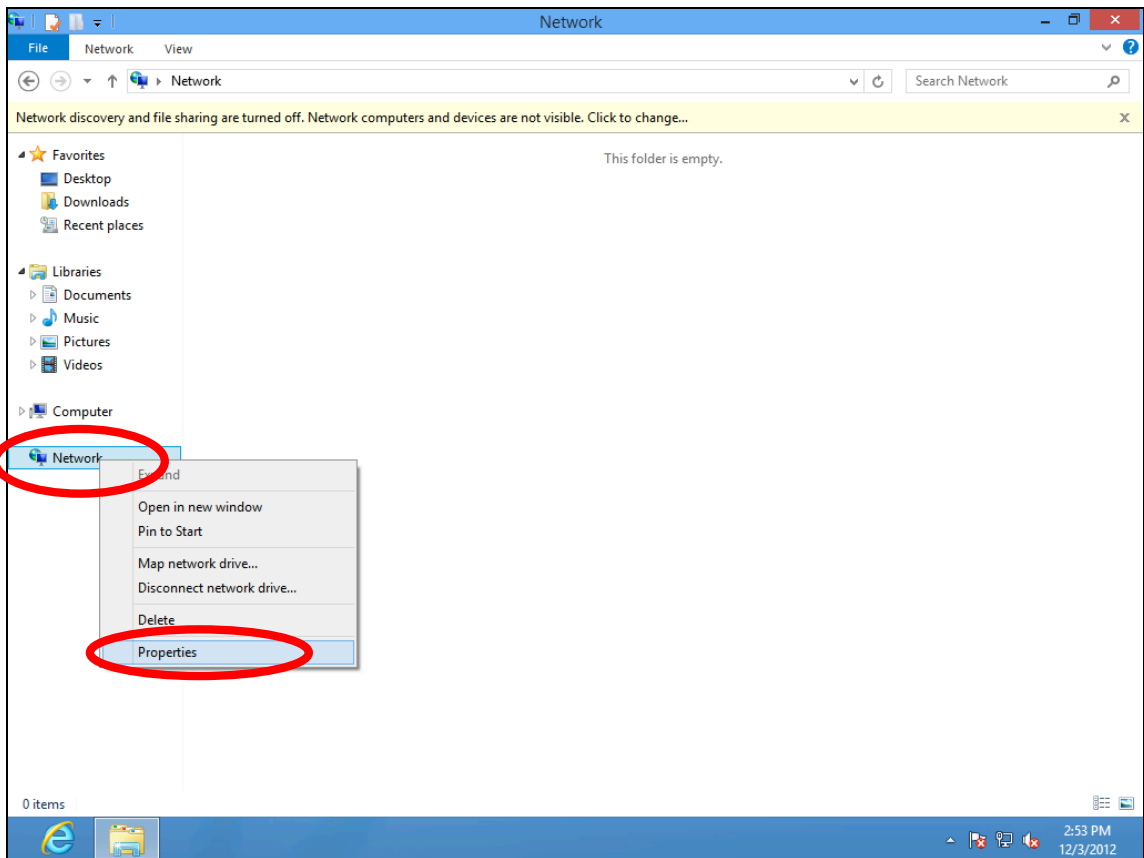 Network
File Network View
Network
Search Network
Network discovery and file sharing are turned off. Network computers and devices are not visible. Click to change...
Favorites
This folder is empty.
Desktop
Downloads
Recent places
Libraries
Documents
Music
Pictures
Videos
Computer
Network
Expand
Open in new window
Pin to Start
Map network drive...
Disconnect network drive...
Delete
Properties
0 items
2:53 PM
12/3/2012